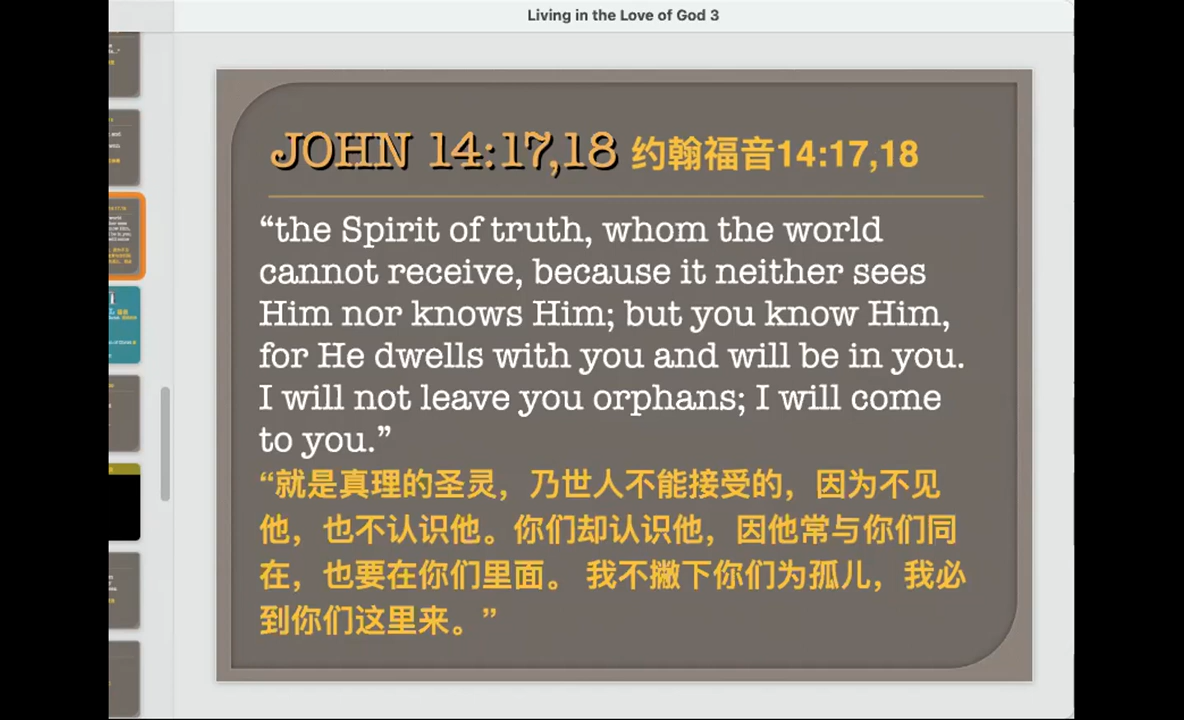 Living in the Love of God 3
JOHN 14:17,18 约翰福音14:17,18
“the Spirit of truth, whom the world
cannot receive, because it neither sees
Him nor knows Him; but you know Him,
for He dwells with you and will be in you.
I will not leave you orphans; I will come
to you.”
“就是真理的圣灵，乃世人不能接受的，因为不见
他，也不认识他。你们却认识他，因他常与你们同
在，也要在你们里面。 我不撇下你们为孤儿，我必
到你们这里来。”